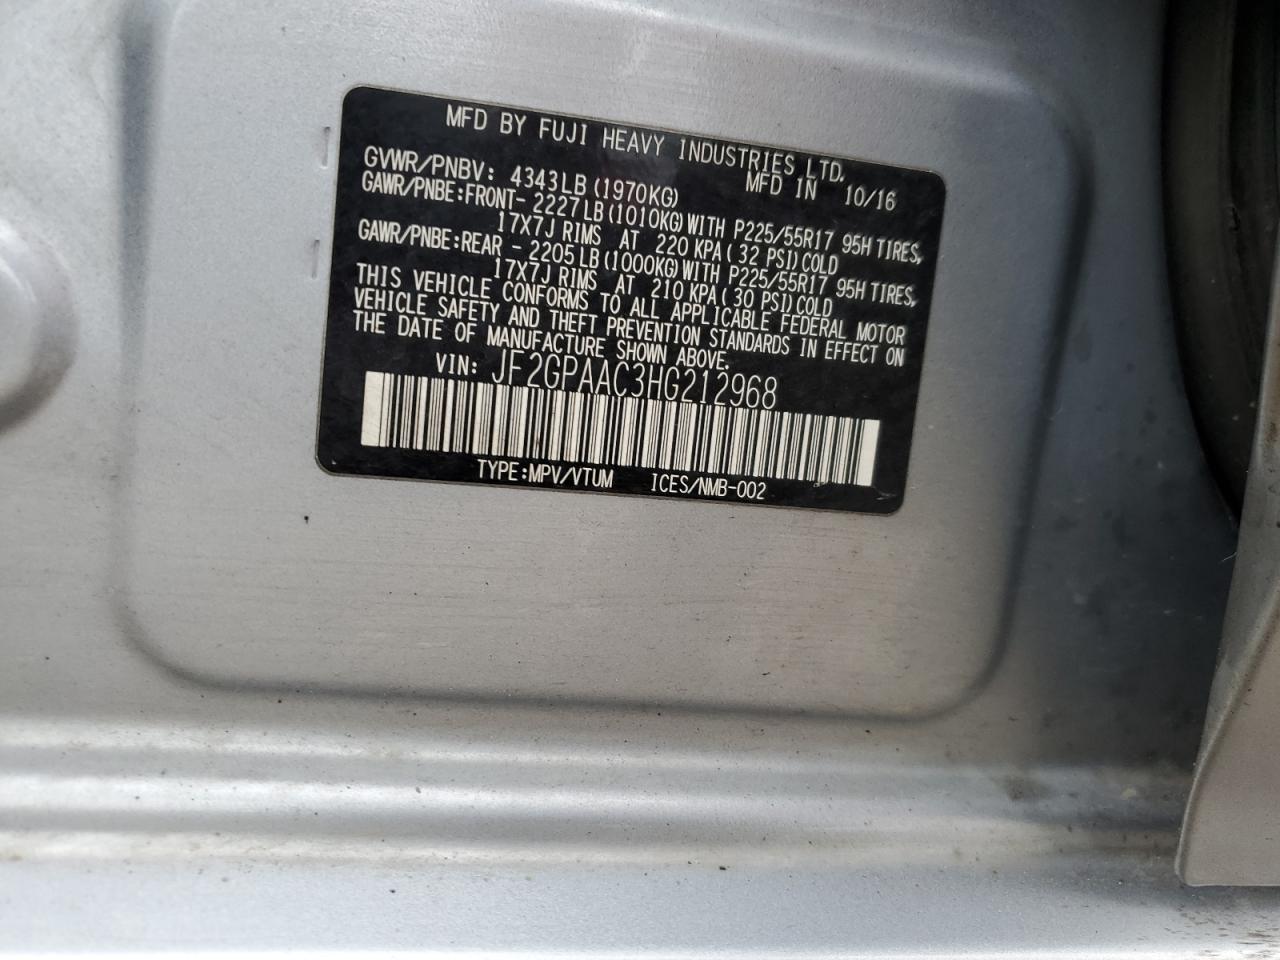 MFD BY FUJI HEAVY INDUSTRIES LTD.
MFD IN 10/16
GVWR/PNBV: 4343LB (1970KG)
GAWR/PNBE:FRONT- 2227LB (1010KG) WITH P225/55R17 95H TIRES,
17X7J RIMS AT 220 KPA (32 PSI) COLD
GAWR/PNBE:REAR - 2205LB (1000KG) WITH P225/55R17 95H TIRES,
17X7J RIMS AT 210 KPA (30 PSI) COLD
THIS VEHICLE CONFORMS TO ALL APPLICABLE FEDERAL MOTOR
VEHICLE SAFETY AND THEFT PREVENTION STANDARDS IN EFFECT ON
THE DATE OF MANUFACTURE SHOWN ABOVE.
VIN: JF2GPAAC3HG212968
TYPE:MPV/VTUM ICES/NMB-002